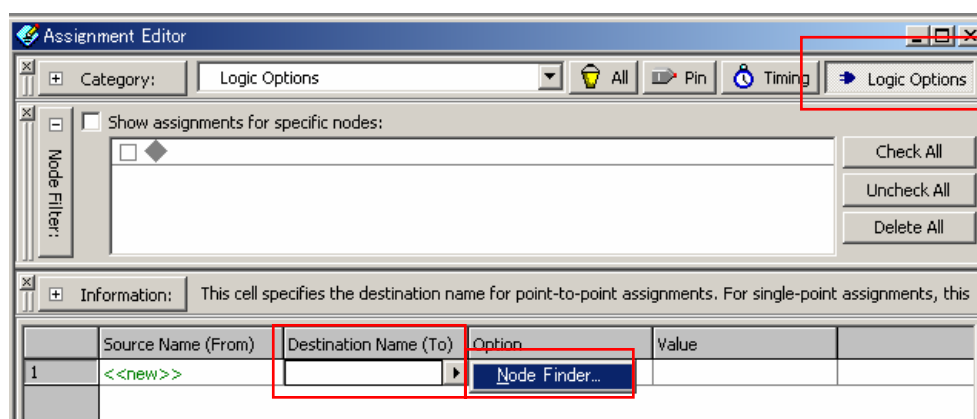 Assignment Editor
Category: Logic Options All Pin Timing Logic Options
Show assignments for specific nodes:
Node Filter:
Check All
Uncheck All
Delete All
Information: This cell specifies the destination name for point-to-point assignments. For single-point assignments, this
Source Name (From) Destination Name (To) Option Value
1 <<new>> Node Finder...